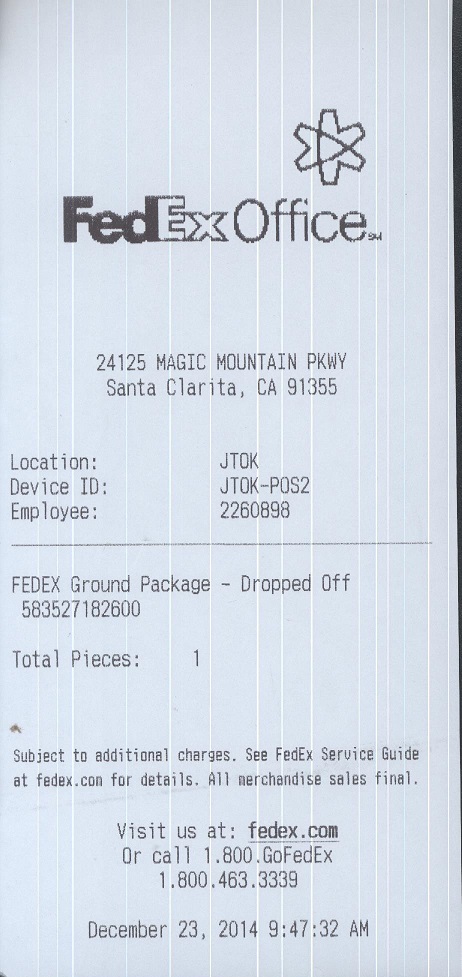 FedEx Office SM
24125 MAGIC MOUNTAIN PKWY
Santa Clarita, CA 91355
Location: JTOK
Device ID: JTOK-POS2
Employee: 2260898
FEDEX Ground Package - Dropped Off
583527182600
Total Pieces: 1
Subject to additional charges. See FedEx Service Guide
at fedex.com for details. All merchandise sales final.
Visit us at: fedex.com
Or call 1.800.GoFedEx
1.800.463.3339
December 23, 2014 9:47:32 AM